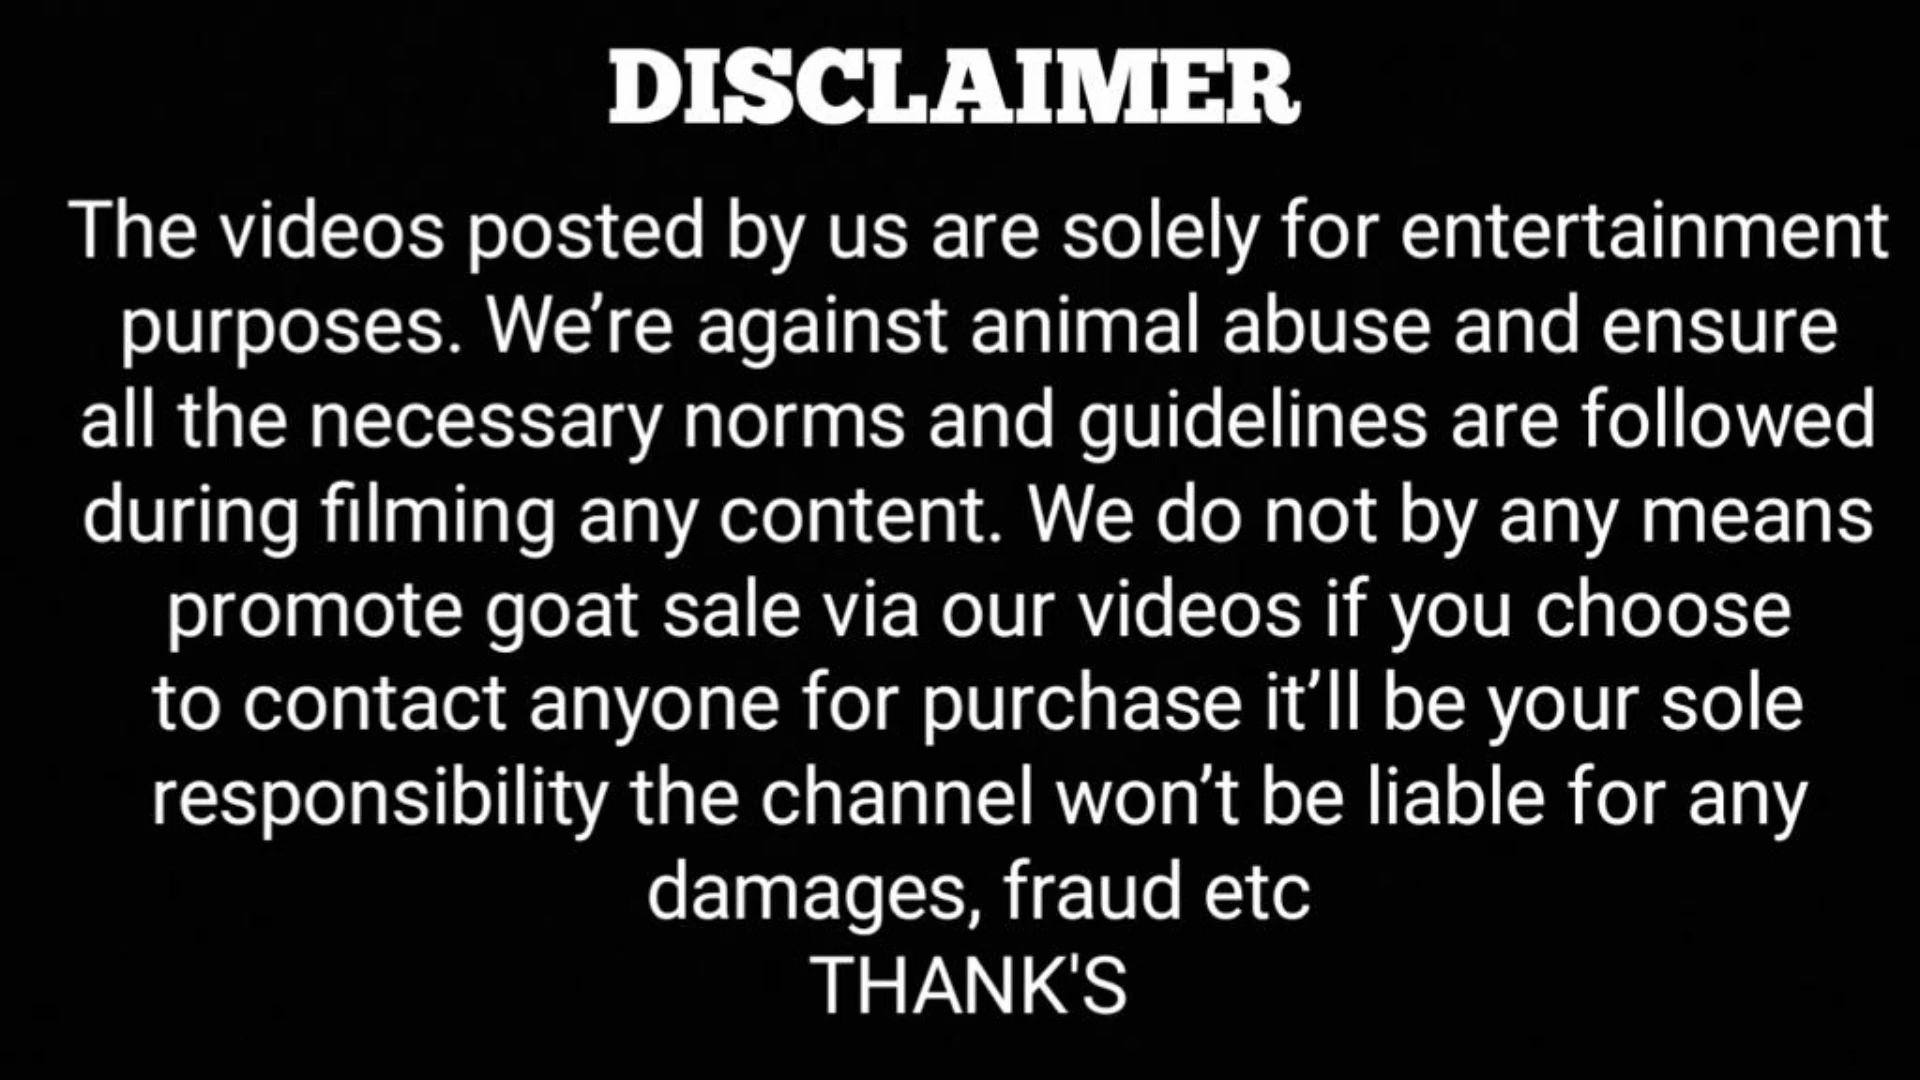 DISCLAIMER
The videos posted by us are solely for entertainment
purposes. We’re against animal abuse and ensure
all the necessary norms and guidelines are followed
during filming any content. We do not by any means
promote goat sale via our videos if you choose
to contact anyone for purchase it’ll be your sole
responsibility the channel won’t be liable for any
damages, fraud etc
THANK'S